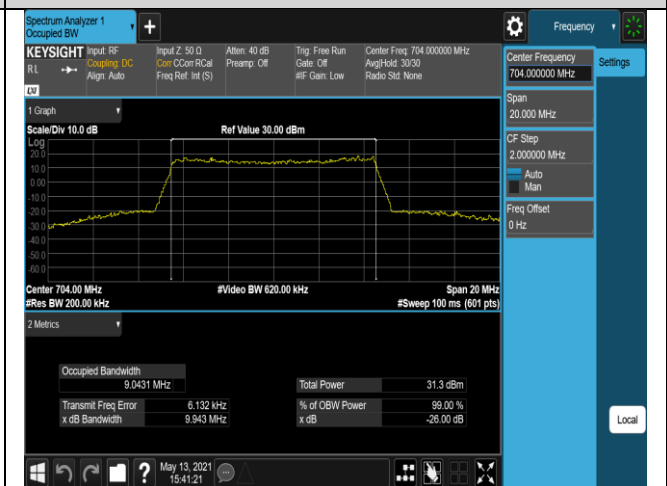 Spectrum Analyzer 1
Occupied BW
Frequency
KEYSIGHT
Input: RF
Input Z: 50 Ω
Atten: 40 dB
Trig: Free Run
Center Freq: 704.000000 MHz
R L
Coupling: DC
Corr CCorr RCal
Preamp: Off
Gate: Off
Avg|Hold: 30/30
Align: Auto
Freq Ref: Int (S)
#IF Gain: Low
Radio Std: None
LXI
Center Frequency
704.000000 MHz
Settings
Span
20.000 MHz
CF Step
2.000000 MHz
Auto
Man
Freq Offset
0 Hz
1 Graph
Scale/Div 10.0 dB
Ref Value 30.00 dBm
Log
20.0
10.0
0.00
-10.0
-20.0
-30.0
-40.0
-50.0
-60.0
Center 704.00 MHz
#Video BW 620.00 kHz
Span 20 MHz
#Res BW 200.00 kHz
#Sweep 100 ms (601 pts)
2 Metrics
Occupied Bandwidth
9.0431 MHz
Total Power
31.3 dBm
Transmit Freq Error
6.132 kHz
% of OBW Power
99.00 %
x dB Bandwidth
9.943 MHz
x dB
-26.00 dB
Local
?
May 13, 2021
15:41:21